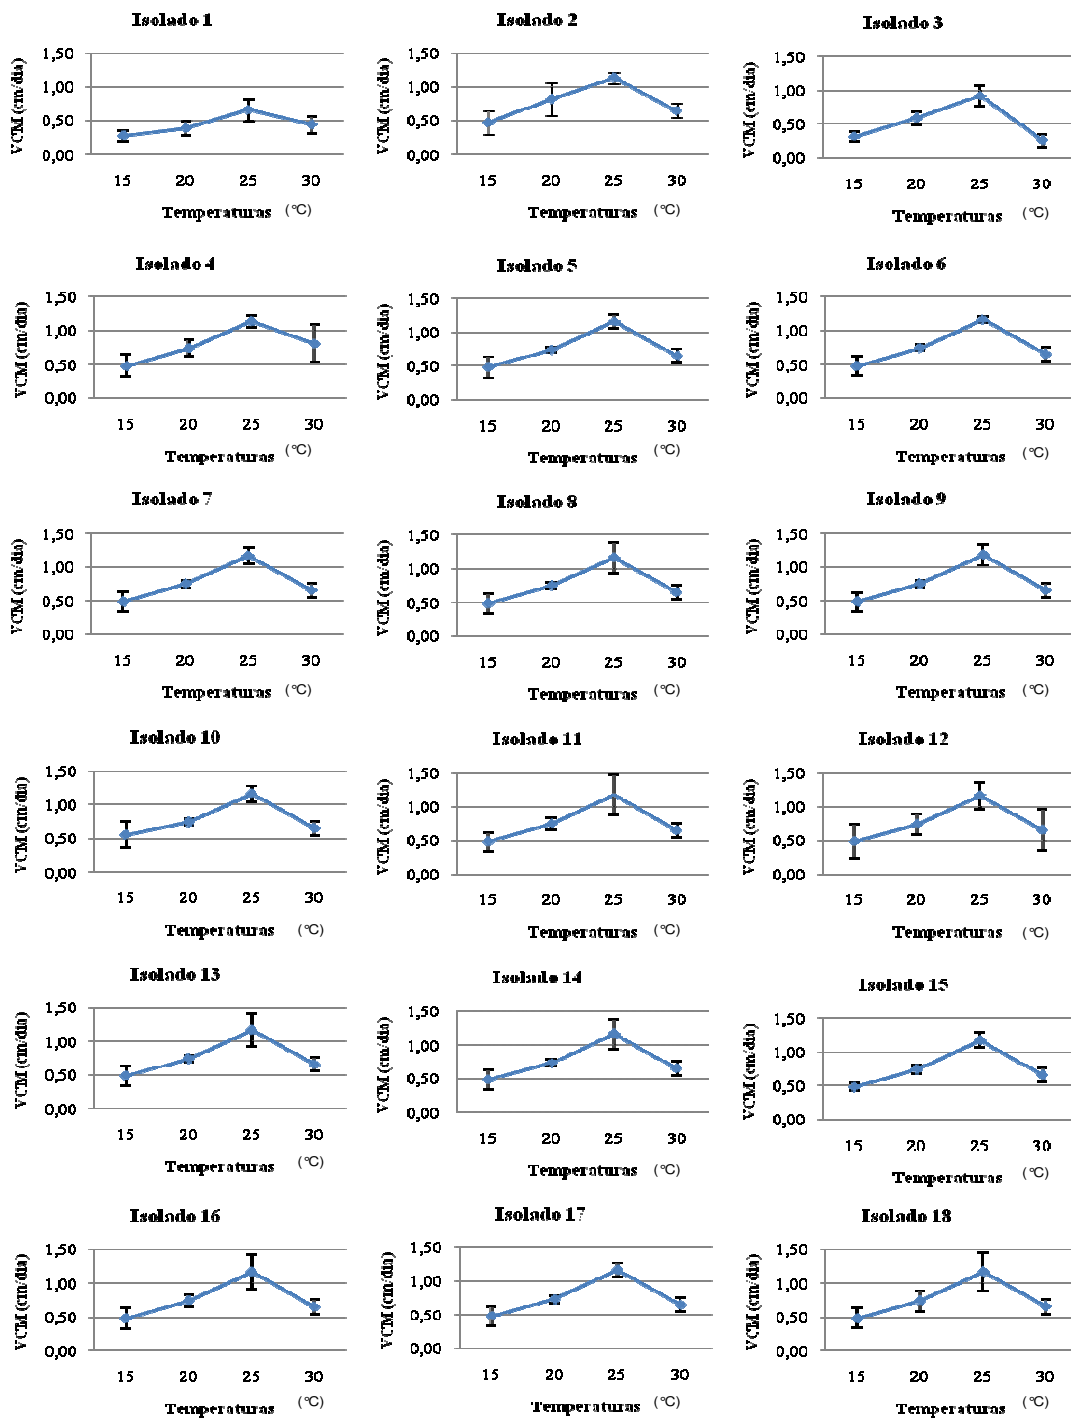 Isolado 1
VCM (cm/dia)
1,50
1,00
0,50
0,00
15 20 25 30
Temperaturas (°C)
Isolado 2
VCM (cm/dia)
1,50
1,00
0,50
0,00
15 20 25 30
Temperaturas (°C)
Isolado 3
VCM (cm/dia)
1,50
1,00
0,50
0,00
15 20 25 30
Temperaturas (°C)
Isolado 4
VCM (cm/dia)
1,50
1,00
0,50
0,00
15 20 25 30
Temperaturas (°C)
Isolado 5
VCM (cm/dia)
1,50
1,00
0,50
0,00
15 20 25 30
Temperaturas (°C)
Isolado 6
VCM (cm/dia)
1,50
1,00
0,50
0,00
15 20 25 30
Temperaturas (°C)
Isolado 7
VCM (cm/dia)
1,50
1,00
0,50
0,00
15 20 25 30
Temperaturas (°C)
Isolado 8
VCM (cm/dia)
1,50
1,00
0,50
0,00
15 20 25 30
Temperaturas (°C)
Isolado 9
VCM (cm/dia)
1,50
1,00
0,50
0,00
15 20 25 30
Temperaturas (°C)
Isolado 10
VCM (cm/dia)
1,50
1,00
0,50
0,00
15 20 25 30
Temperaturas (°C)
Isolado 11
VCM (cm/dia)
1,50
1,00
0,50
0,00
15 20 25 30
Temperaturas (°C)
Isolado 12
VCM (cm/dia)
1,50
1,00
0,50
0,00
15 20 25 30
Temperaturas (°C)
Isolado 13
VCM (cm/dia)
1,50
1,00
0,50
0,00
15 20 25 30
Temperaturas (°C)
Isolado 14
VCM (cm/dia)
1,50
1,00
0,50
0,00
15 20 25 30
Temperaturas (°C)
Isolado 15
VCM (cm/dia)
1,50
1,00
0,50
0,00
15 20 25 30
Temperaturas (°C)
Isolado 16
VCM (cm/dia)
1,50
1,00
0,50
0,00
15 20 25 30
Temperaturas (°C)
Isolado 17
VCM (cm/dia)
1,50
1,00
0,50
0,00
15 20 25 30
Temperaturas (°C)
Isolado 18
VCM (cm/dia)
1,50
1,00
0,50
0,00
15 20 25 30
Temperaturas (°C)